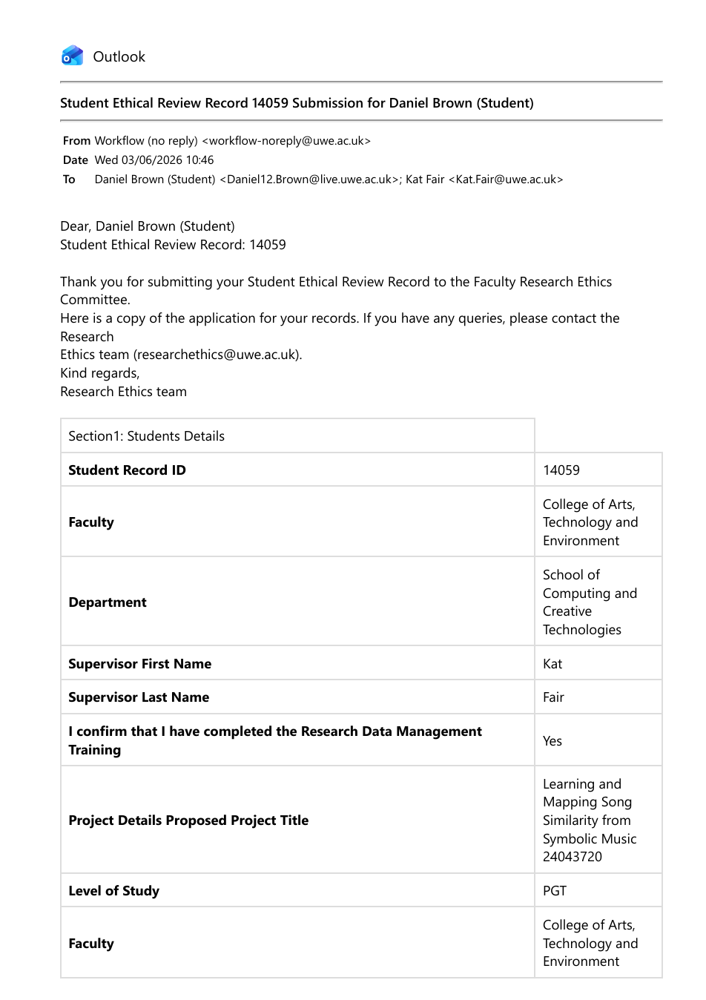 Outlook
Student Ethical Review Record 14059 Submission for Daniel Brown (Student)
From Workflow (no reply) <workflow-noreply@uwe.ac.uk>
Date Wed 03/06/2026 10:46
To Daniel Brown (Student) <Daniel12.Brown@live.uwe.ac.uk>; Kat Fair <Kat.Fair@uwe.ac.uk>
Dear, Daniel Brown (Student)
Student Ethical Review Record: 14059
Thank you for submitting your Student Ethical Review Record to the Faculty Research Ethics
Committee.
Here is a copy of the application for your records. If you have any queries, please contact the
Research
Ethics team (researchethics@uwe.ac.uk).
Kind regards,
Research Ethics team
Section1: Students Details
Student Record ID
14059
Faculty
College of Arts,
Technology and
Environment
Department
School of
Computing and
Creative
Technologies
Supervisor First Name
Kat
Supervisor Last Name
Fair
I confirm that I have completed the Research Data Management
Training
Yes
Project Details Proposed Project Title
Learning and
Mapping Song
Similarity from
Symbolic Music
24043720
Level of Study
PGT
Faculty
College of Arts,
Technology and
Environment